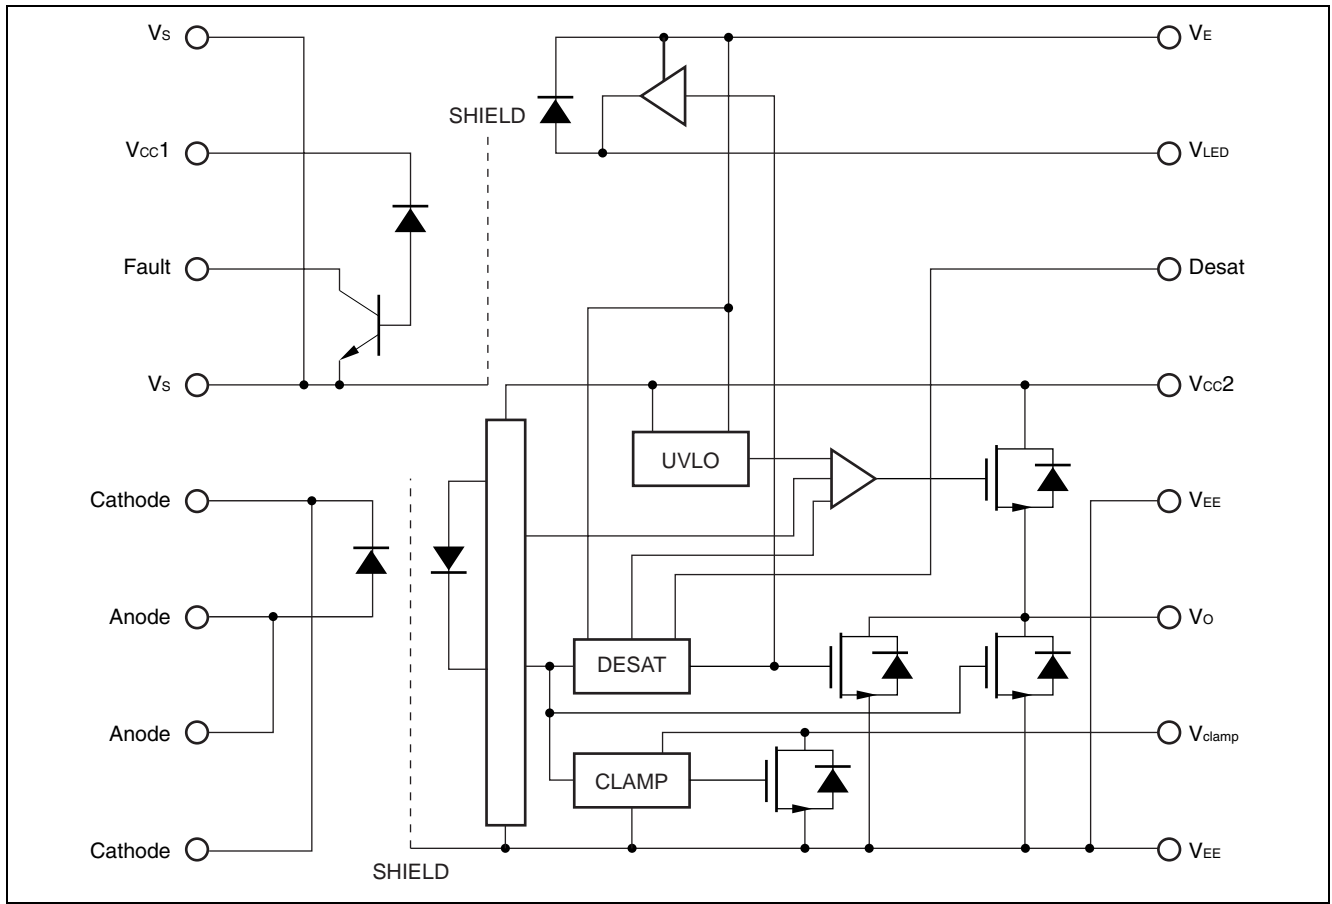 Vs
VE
SHIELD
VCC1
VLED
Fault
Desat
Vs
VCC2
UVLO
Cathode
VEE
Anode
VO
DESAT
Anode
Vclamp
CLAMP
Cathode
VEE
SHIELD